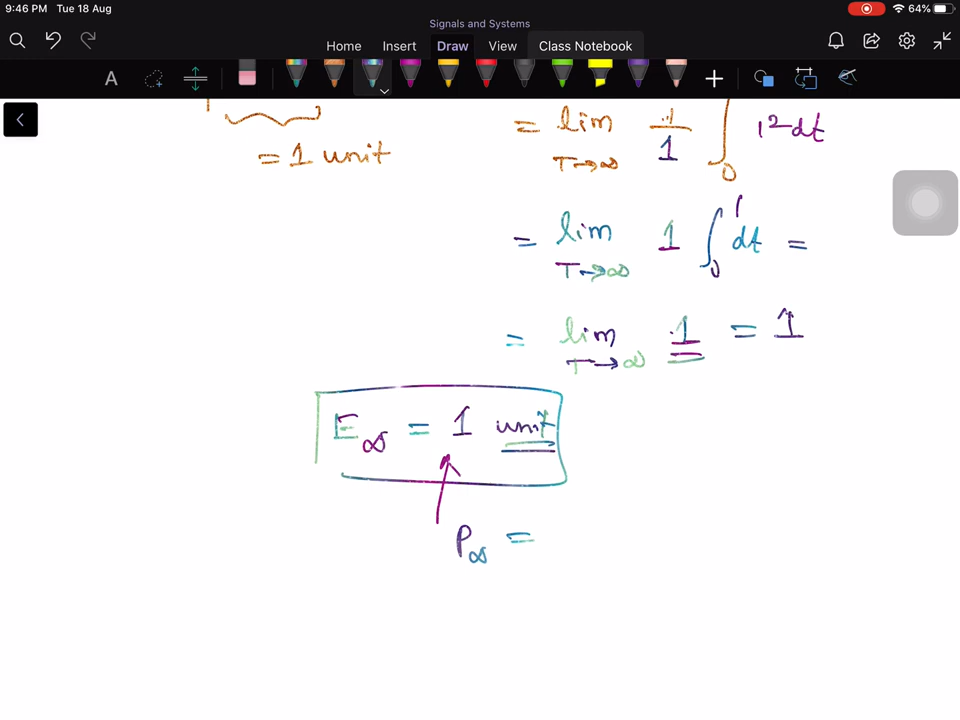 9:46 PM Tue 18 Aug 64%
Signals and Systems
Home Insert Draw View Class Notebook
= lim 1/1 ∫ 1² dt
T→∞ 0
= 1 unit
= lim 1 ∫₀¹ dt =
T→∞
= lim 1 = 1
T→∞
E∞ = 1 unit
P∞ =